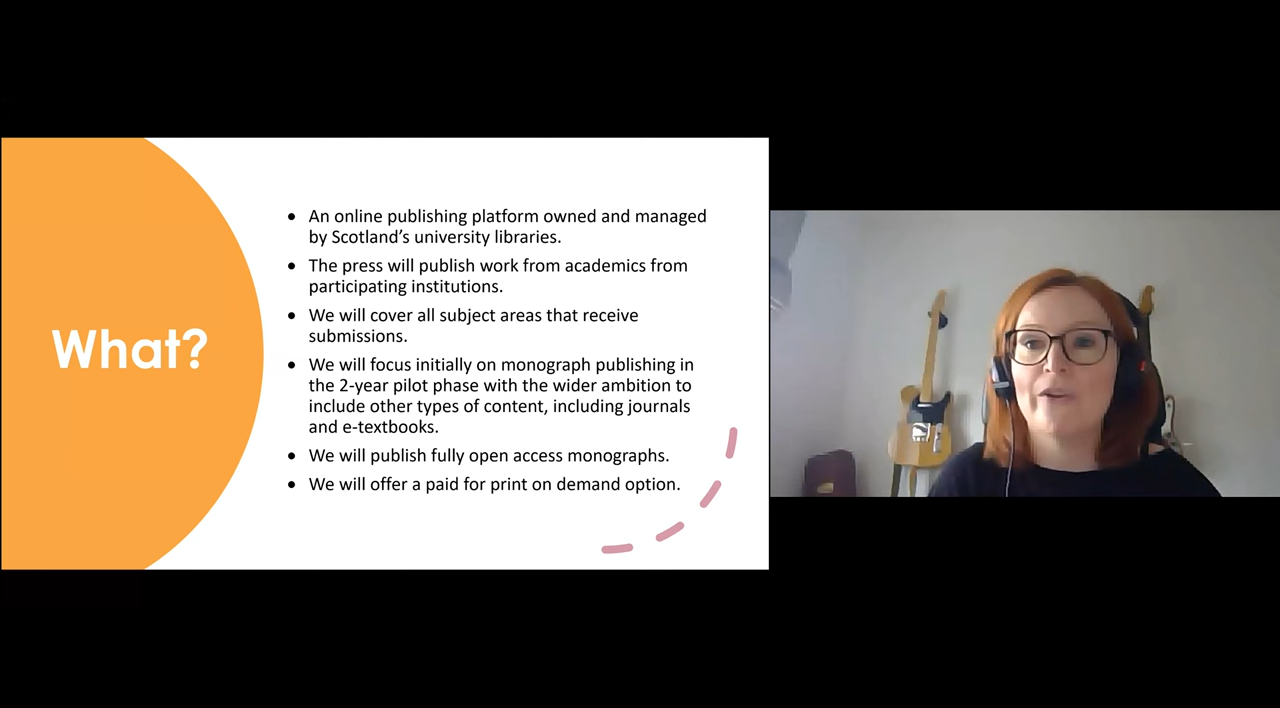 What?
• An online publishing platform owned and managed
by Scotland’s university libraries.
• The press will publish work from academics from
participating institutions.
• We will cover all subject areas that receive
submissions.
• We will focus initially on monograph publishing in
the 2-year pilot phase with the wider ambition to
include other types of content, including journals
and e-textbooks.
• We will publish fully open access monographs.
• We will offer a paid for print on demand option.